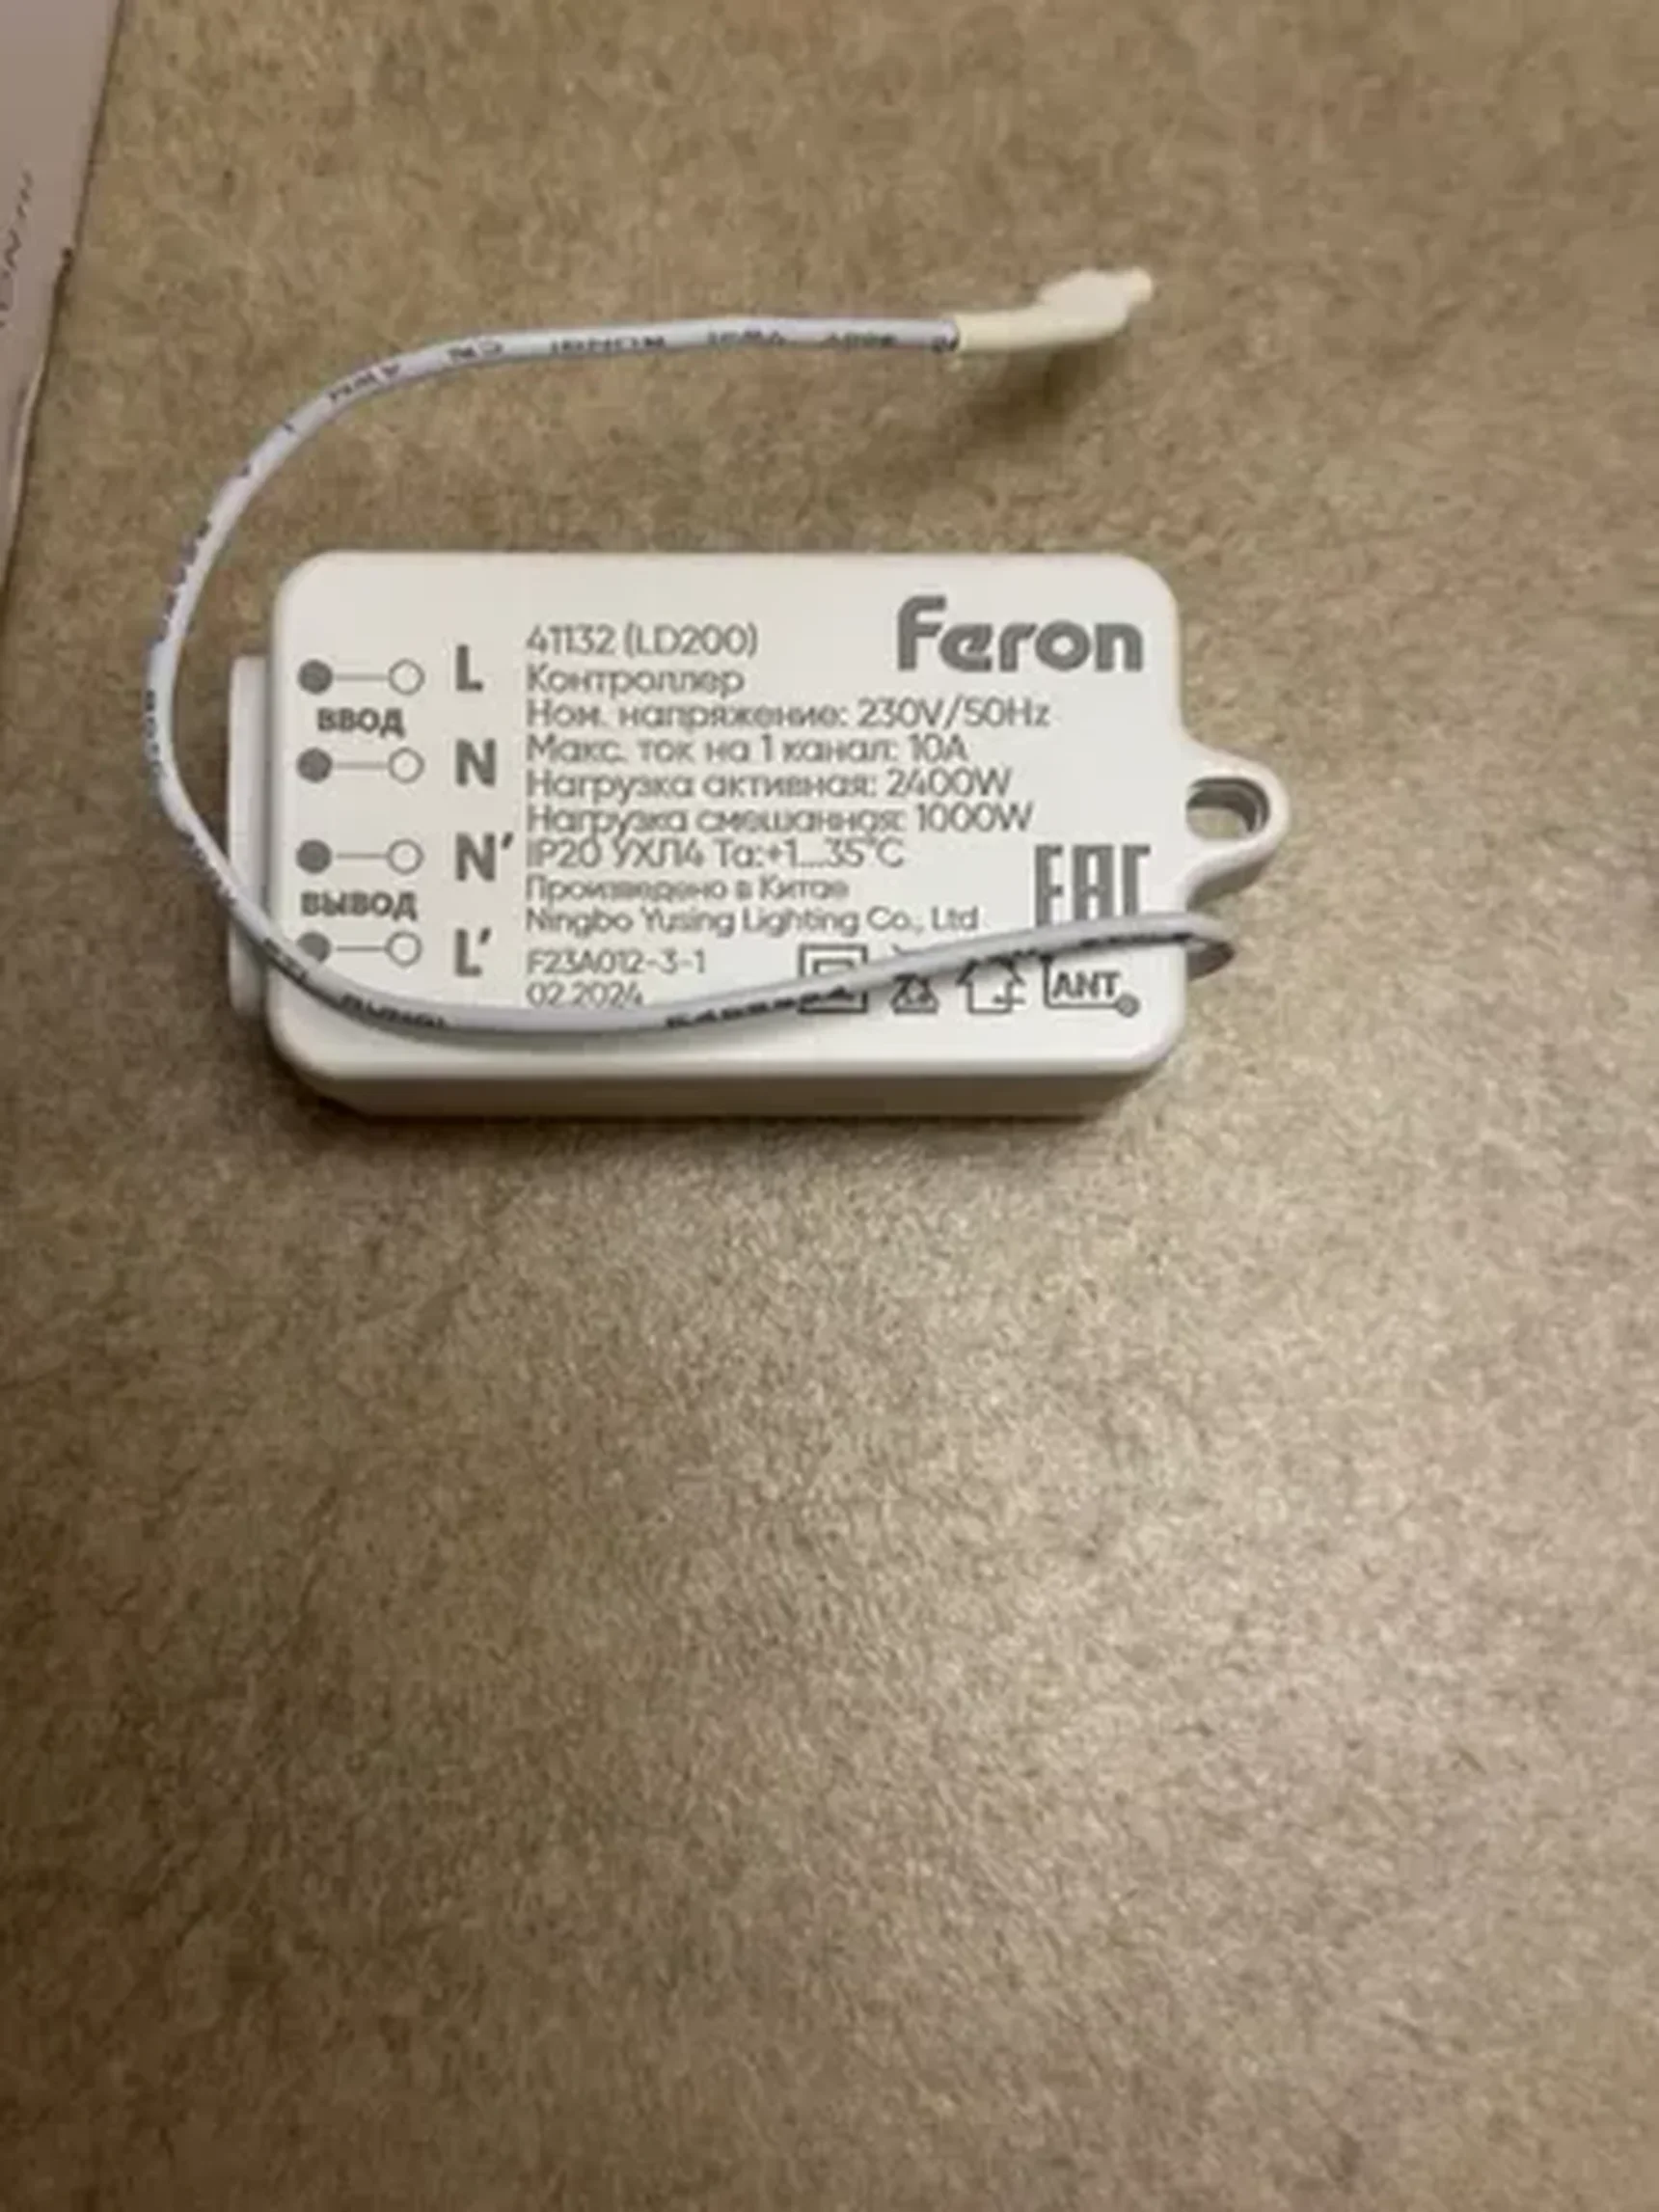 Feron
41132 (LD200)
Контроллер
Ном. напряжение: 230V/50Hz
Макс. ток на 1 канал: 10A
Нагрузка активная: 2400W
Нагрузка смешанная: 1000W
IP20 УХЛ4 Ta:+1...35°C
Произведено в Китае
Ningbo Yusing Lighting Co., Ltd
F23A012-3-1
02.2024
L
ВВОД
N
N'
ВЫВОД
L'
EAC
ANT